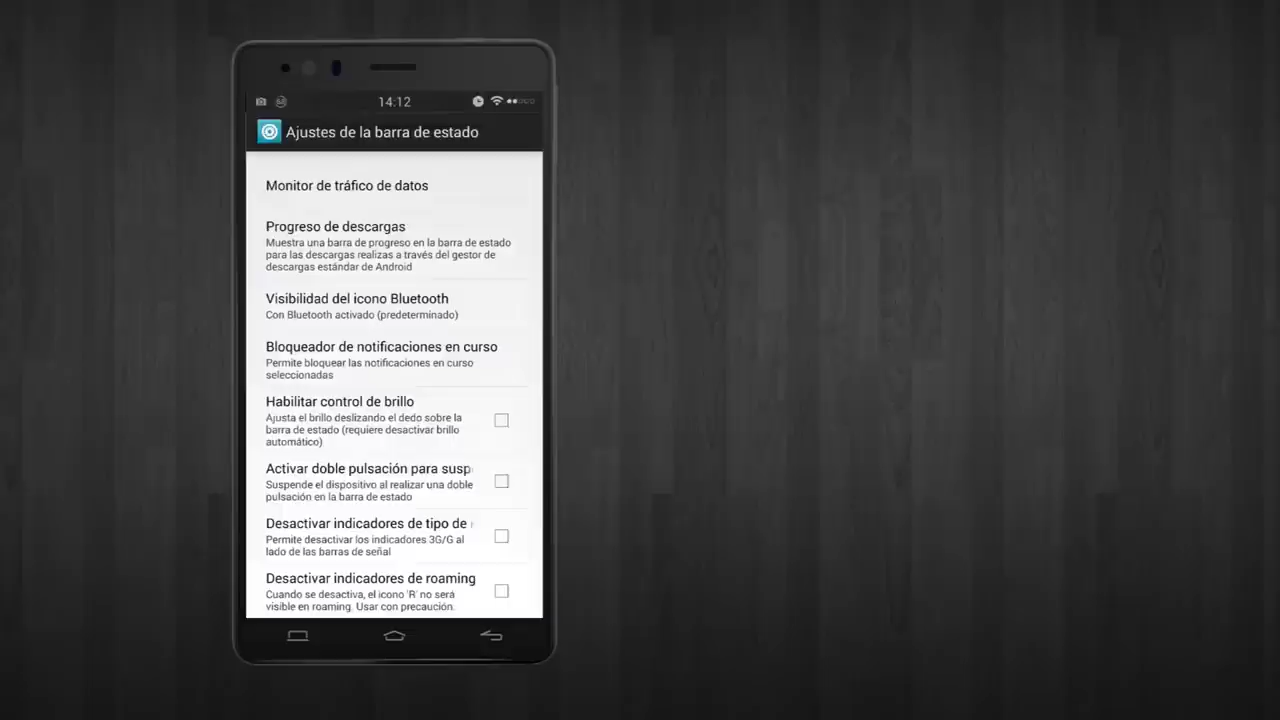 14:12
Ajustes de la barra de estado
Monitor de tráfico de datos
Progreso de descargas
Muestra una barra de progreso en la barra de estado
para las descargas realizas a través del gestor de
descargas estándar de Android
Visibilidad del icono Bluetooth
Con Bluetooth activado (predeterminado)
Bloqueador de notificaciones en curso
Permite bloquear las notificaciones en curso
seleccionadas
Habilitar control de brillo
Ajusta el brillo deslizando el dedo sobre la
barra de estado (requiere desactivar brillo
automático)
Activar doble pulsación para susp
Suspende el dispositivo al realizar una doble
pulsación en la barra de estado
Desactivar indicadores de tipo de
Permite desactivar los indicadores 3G/G al
lado de las barras de señal
Desactivar indicadores de roaming
Cuando se desactiva, el icono 'R' no será
visible en roaming. Usar con precaución.